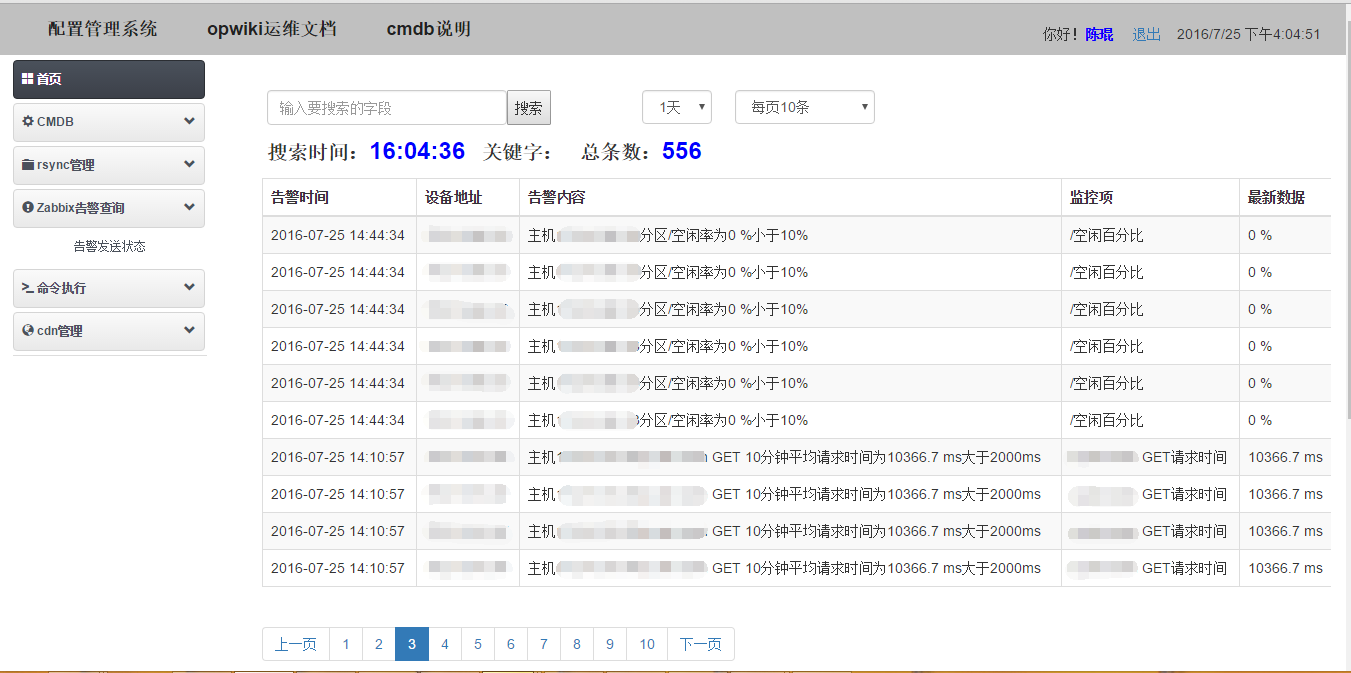 配置管理系统 opwiki运维文档 cmdb说明 你好！陈琨 退出 2016/7/25 下午4:04:51
首页
CMDB
rsync管理
Zabbix告警查询
告警发送状态
命令执行
cdn管理
输入要搜索的字段 搜索 1天 每页10条
搜索时间：16:04:36 关键字： 总条数：556
告警时间 设备地址 告警内容 监控项 最新数据
2016-07-25 14:44:34 主机 分区/空闲率为0 %小于10% /空闲百分比 0 %
2016-07-25 14:44:34 主机 分区/空闲率为0 %小于10% /空闲百分比 0 %
2016-07-25 14:44:34 主机 分区/空闲率为0 %小于10% /空闲百分比 0 %
2016-07-25 14:44:34 主机 分区/空闲率为0 %小于10% /空闲百分比 0 %
2016-07-25 14:44:34 主机 分区/空闲率为0 %小于10% /空闲百分比 0 %
2016-07-25 14:44:34 主机 分区/空闲率为0 %小于10% /空闲百分比 0 %
2016-07-25 14:10:57 主机 GET 10分钟平均请求时间为10366.7 ms大于2000ms GET请求时间 10366.7 ms
2016-07-25 14:10:57 主机 GET 10分钟平均请求时间为10366.7 ms大于2000ms GET请求时间 10366.7 ms
2016-07-25 14:10:57 主机 GET 10分钟平均请求时间为10366.7 ms大于2000ms GET请求时间 10366.7 ms
2016-07-25 14:10:57 主机 GET 10分钟平均请求时间为10366.7 ms大于2000ms GET请求时间 10366.7 ms
上一页 1 2 3 4 5 6 7 8 9 10 下一页